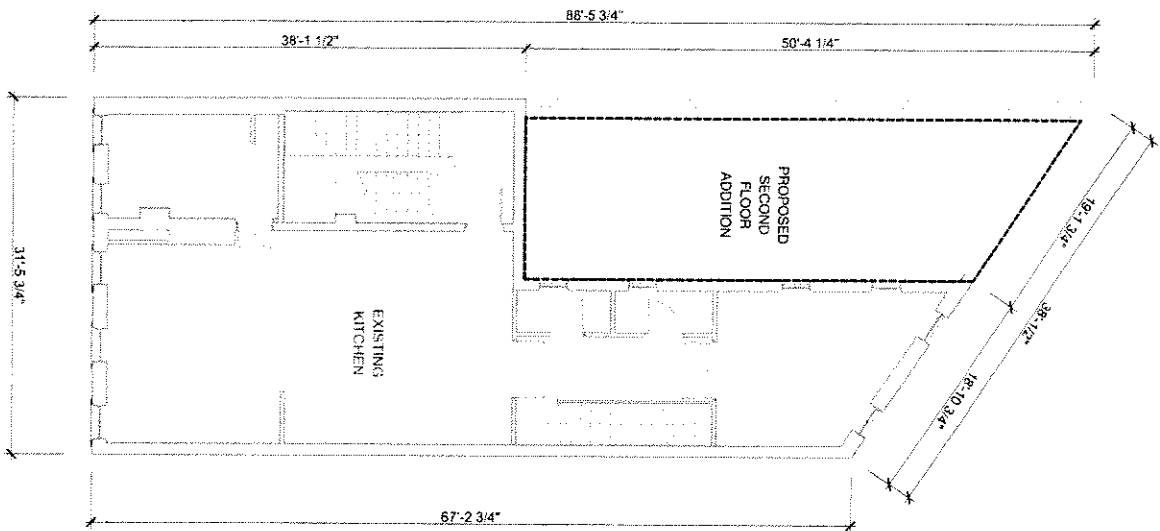 88'-5 3/4"
38'-1 1/2"
50'-4 1/4"
31'-5 3/4"
PROPOSED
SECOND
FLOOR
ADDITION
19'-1 3/4"
38'-1/2"
18'-10 3/4"
EXISTING
KITCHEN
67'-2 3/4"